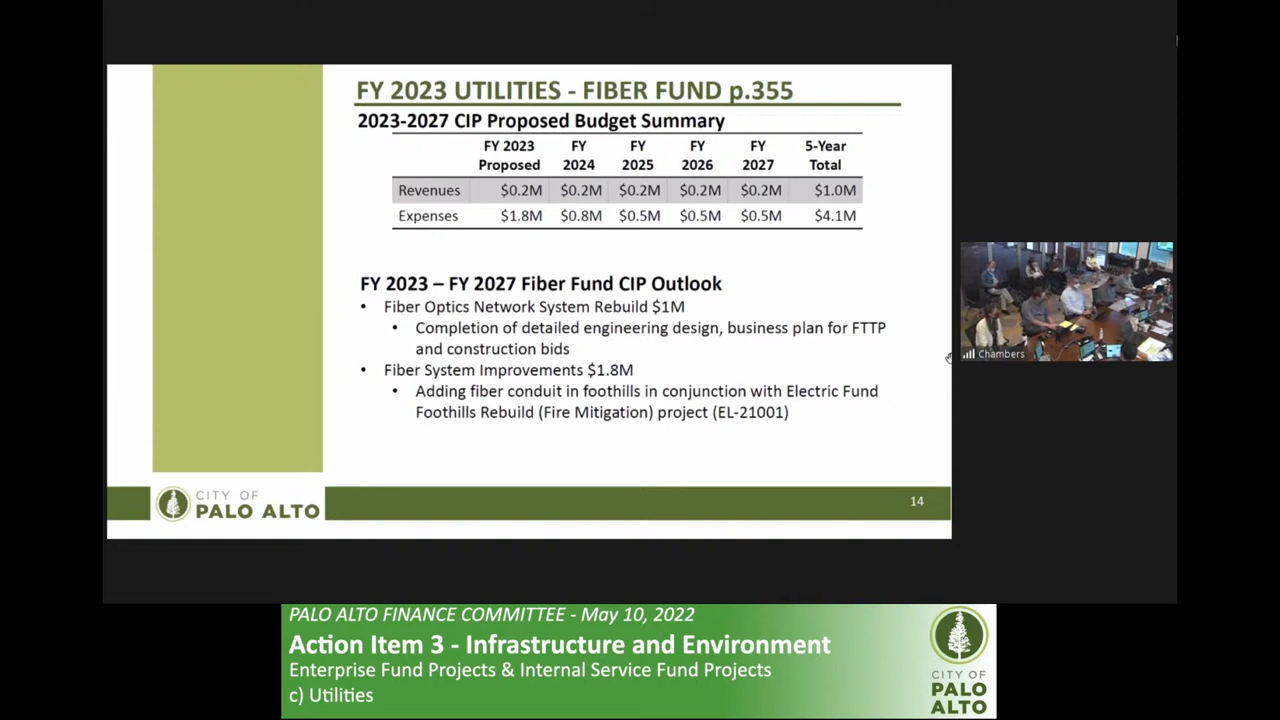 FY 2023 UTILITIES - FIBER FUND p.355
2023-2027 CIP Proposed Budget Summary
FY 2023 Proposed FY 2024 FY 2025 FY 2026 FY 2027 5-Year Total
Revenues $0.2M $0.2M $0.2M $0.2M $0.2M $1.0M
Expenses $1.8M $0.8M $0.5M $0.5M $0.5M $4.1M
FY 2023 – FY 2027 Fiber Fund CIP Outlook
• Fiber Optics Network System Rebuild $1M
• Completion of detailed engineering design, business plan for FTTP
and construction bids
• Fiber System Improvements $1.8M
• Adding fiber conduit in foothills in conjunction with Electric Fund
Foothills Rebuild (Fire Mitigation) project (EL-21001)
CITY OF
PALO ALTO
14
Chambers
PALO ALTO FINANCE COMMITTEE - May 10, 2022
Action Item 3 - Infrastructure and Environment
Enterprise Fund Projects & Internal Service Fund Projects
c) Utilities
CITY OF
PALO
ALTO